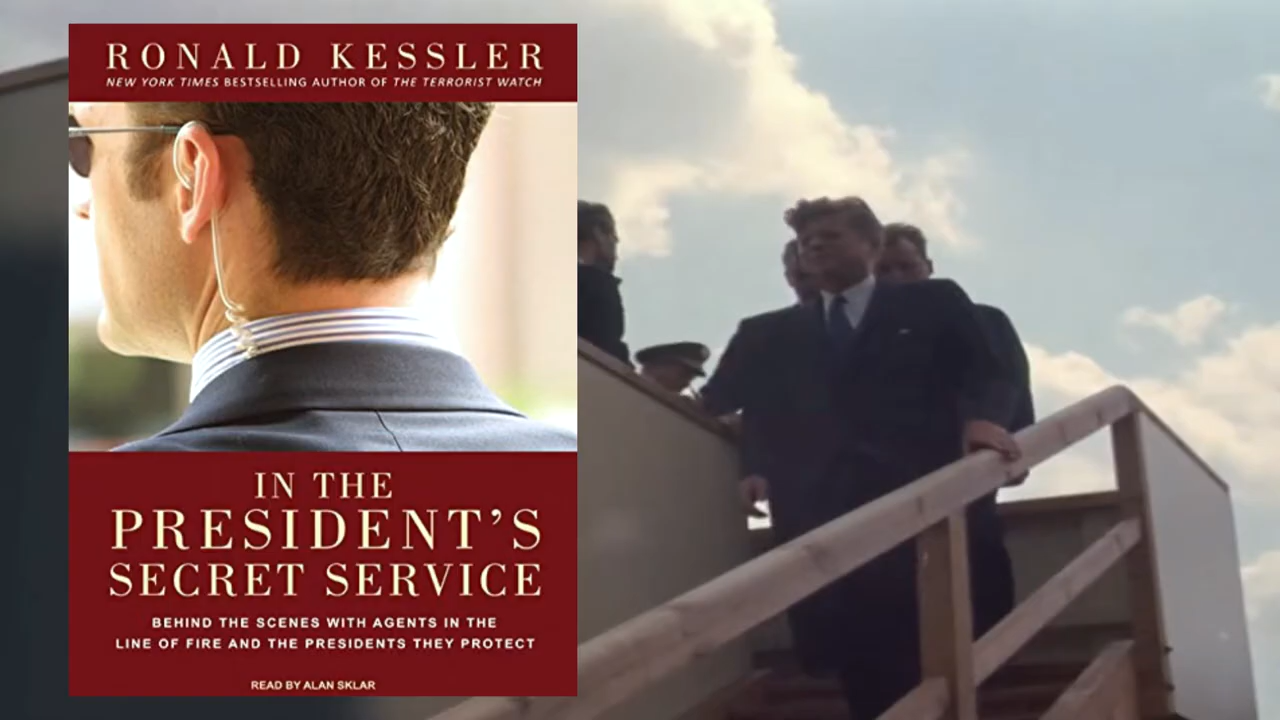 RONALD KESSLER
NEW YORK TIMES BESTSELLING AUTHOR OF THE TERRORIST WATCH
IN THE
PRESIDENT'S
SECRET SERVICE
BEHIND THE SCENES WITH AGENTS IN THE
LINE OF FIRE AND THE PRESIDENTS THEY PROTECT
READ BY ALAN SKLAR